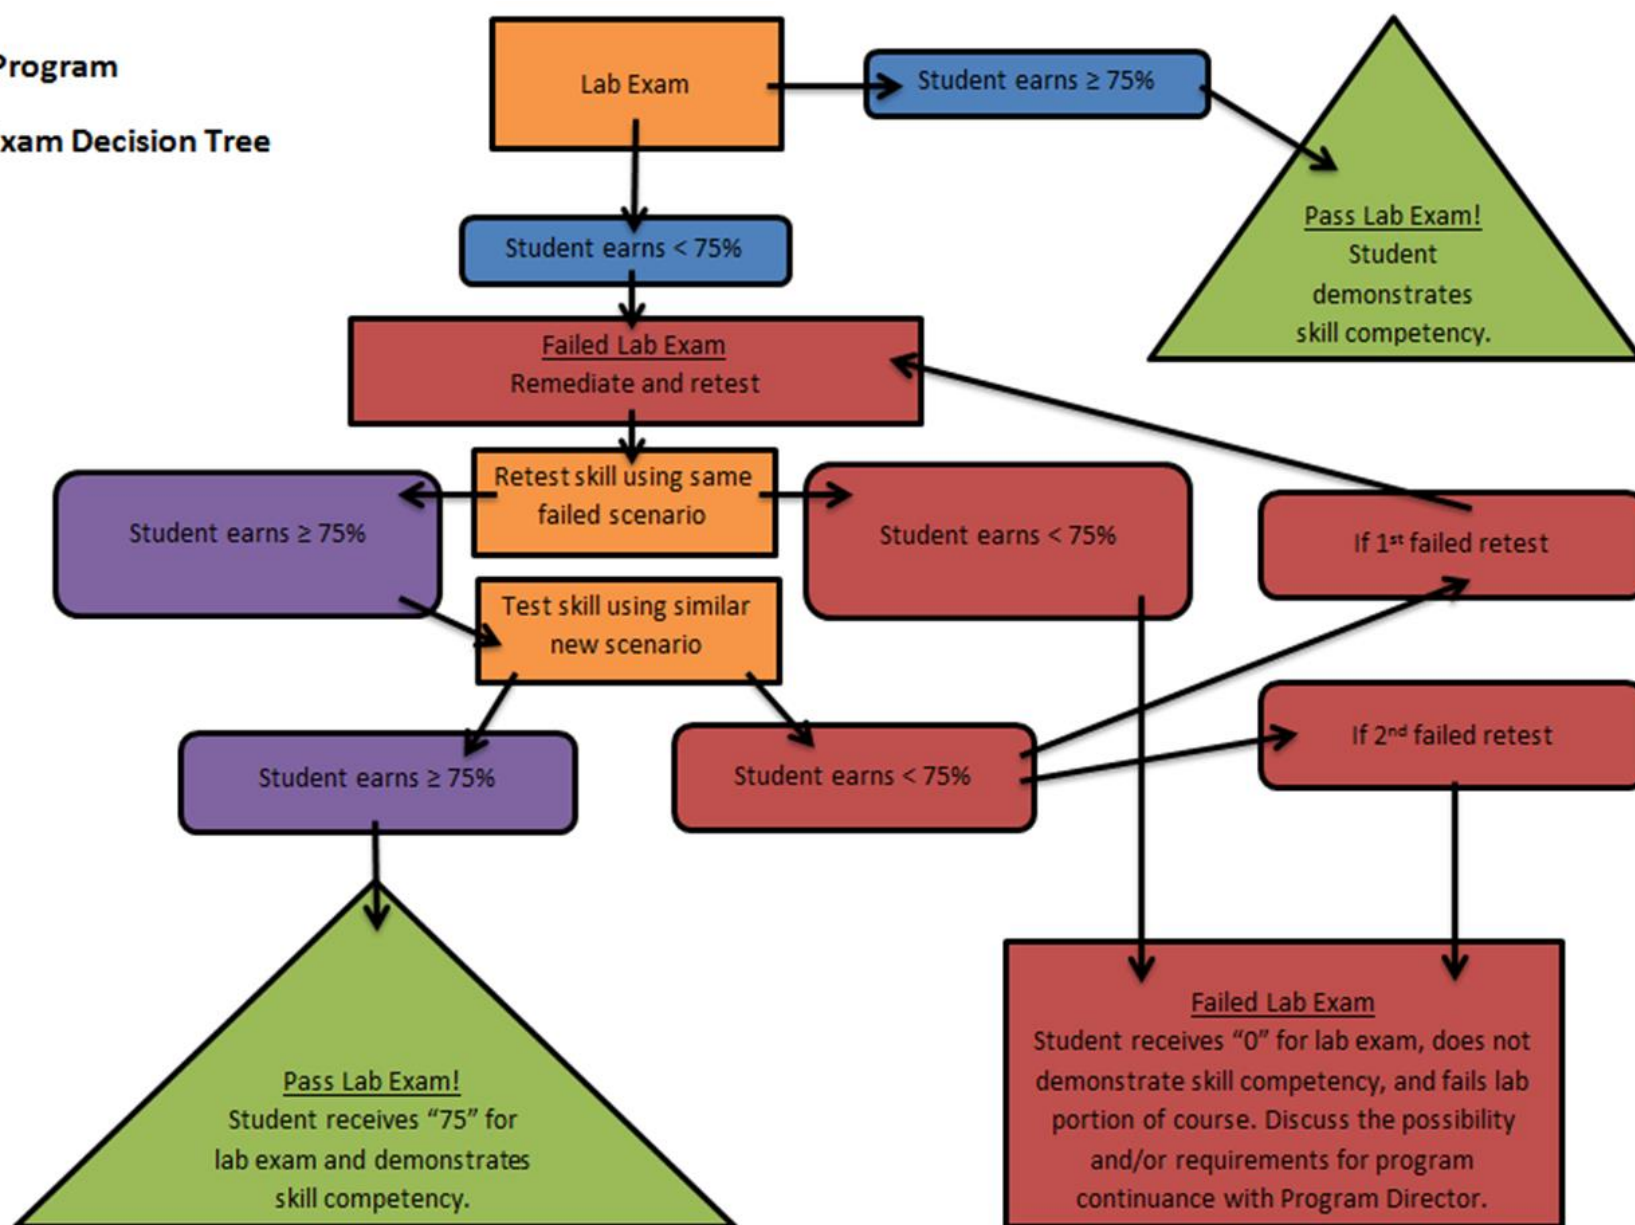 Program
xam Decision Tree
Lab Exam
Student earns ≥ 75%
Pass Lab Exam!
Student
demonstrates
skill competency.
Student earns < 75%
Failed Lab Exam
Remediate and retest
Retest skill using same
failed scenario
Student earns ≥ 75%
Student earns < 75%
If 1st failed retest
Test skill using similar
new scenario
Student earns ≥ 75%
Student earns < 75%
If 2nd failed retest
Pass Lab Exam!
Student receives “75” for
lab exam and demonstrates
skill competency.
Failed Lab Exam
Student receives “0” for lab exam, does not
demonstrate skill competency, and fails lab
portion of course. Discuss the possibility
and/or requirements for program
continuance with Program Director.